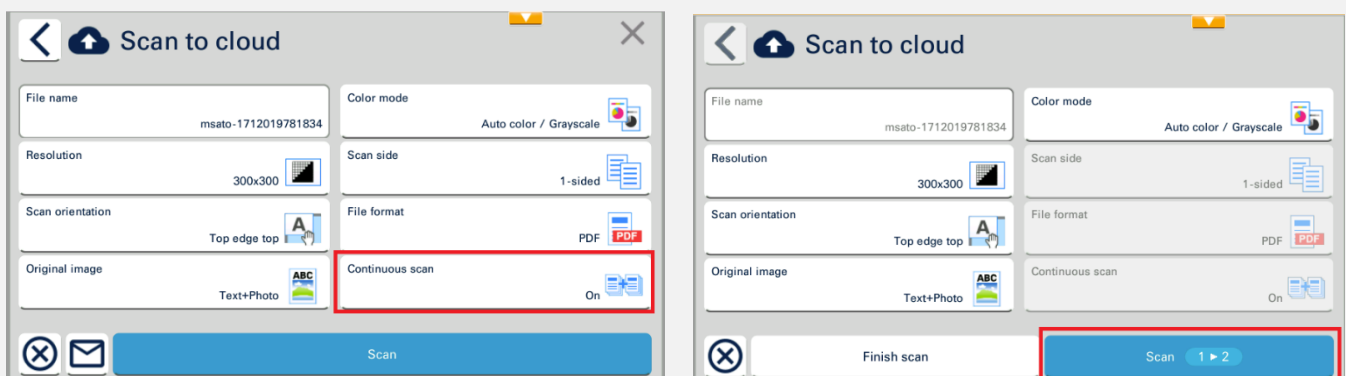 Scan to cloud
File name
msato-1712019781834
Color mode
Auto color / Grayscale
Resolution
300x300
Scan side
1-sided
Scan orientation
A
Top edge top
File format
PDF
PDF
Original image
ABC
Text+Photo
Continuous scan
On
Scan
Scan to cloud
File name
msato-1712019781834
Color mode
Auto color / Grayscale
Resolution
300x300
Scan side
1-sided
Scan orientation
A
Top edge top
File format
PDF
PDF
Original image
ABC
Text+Photo
Continuous scan
On
Finish scan
Scan 1 ▶ 2